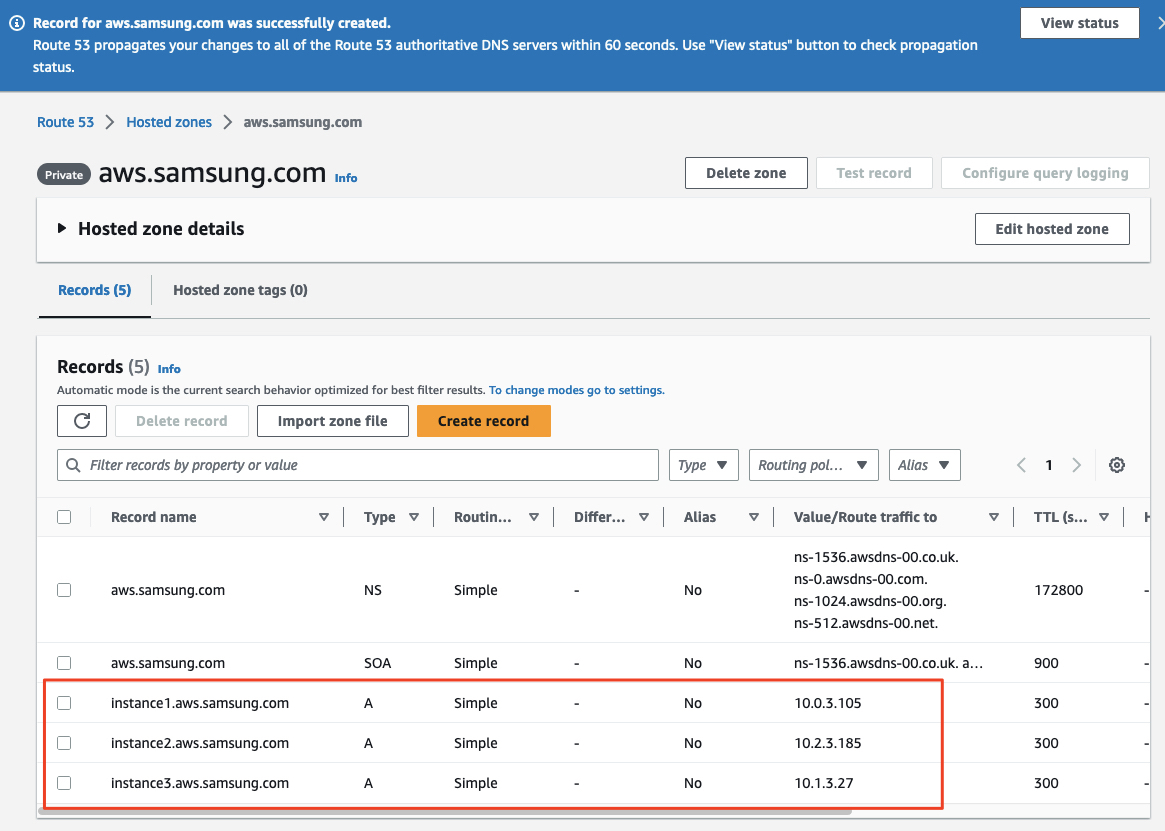 Record for aws.samsung.com was successfully created.
Route 53 propagates your changes to all of the Route 53 authoritative DNS servers within 60 seconds. Use "View status" button to check propagation
status.
View status
Route 53
Hosted zones
aws.samsung.com
Private
aws.samsung.com
Info
Delete zone
Test record
Configure query logging
Hosted zone details
Edit hosted zone
Records (5)
Hosted zone tags (0)
Records (5) Info
Automatic mode is the current search behavior optimized for best filter results. To change modes go to settings.
Delete record
Import zone file
Create record
Filter records by property or value
Type
Routing pol...
Alias
1
Record name Type Routin... Differ... Alias Value/Route traffic to TTL (s... H
ns-1536.awsdns-00.co.uk.
ns-0.awsdns-00.com.
aws.samsung.com NS Simple - No 172800 -
ns-1024.awsdns-00.org.
ns-512.awsdns-00.net.
aws.samsung.com SOA Simple - No ns-1536.awsdns-00.co.uk. a... 900 -
instance1.aws.samsung.com A Simple - No 10.0.3.105 300 -
instance2.aws.samsung.com A Simple - No 10.2.3.185 300 -
instance3.aws.samsung.com A Simple - No 10.1.3.27 300 -